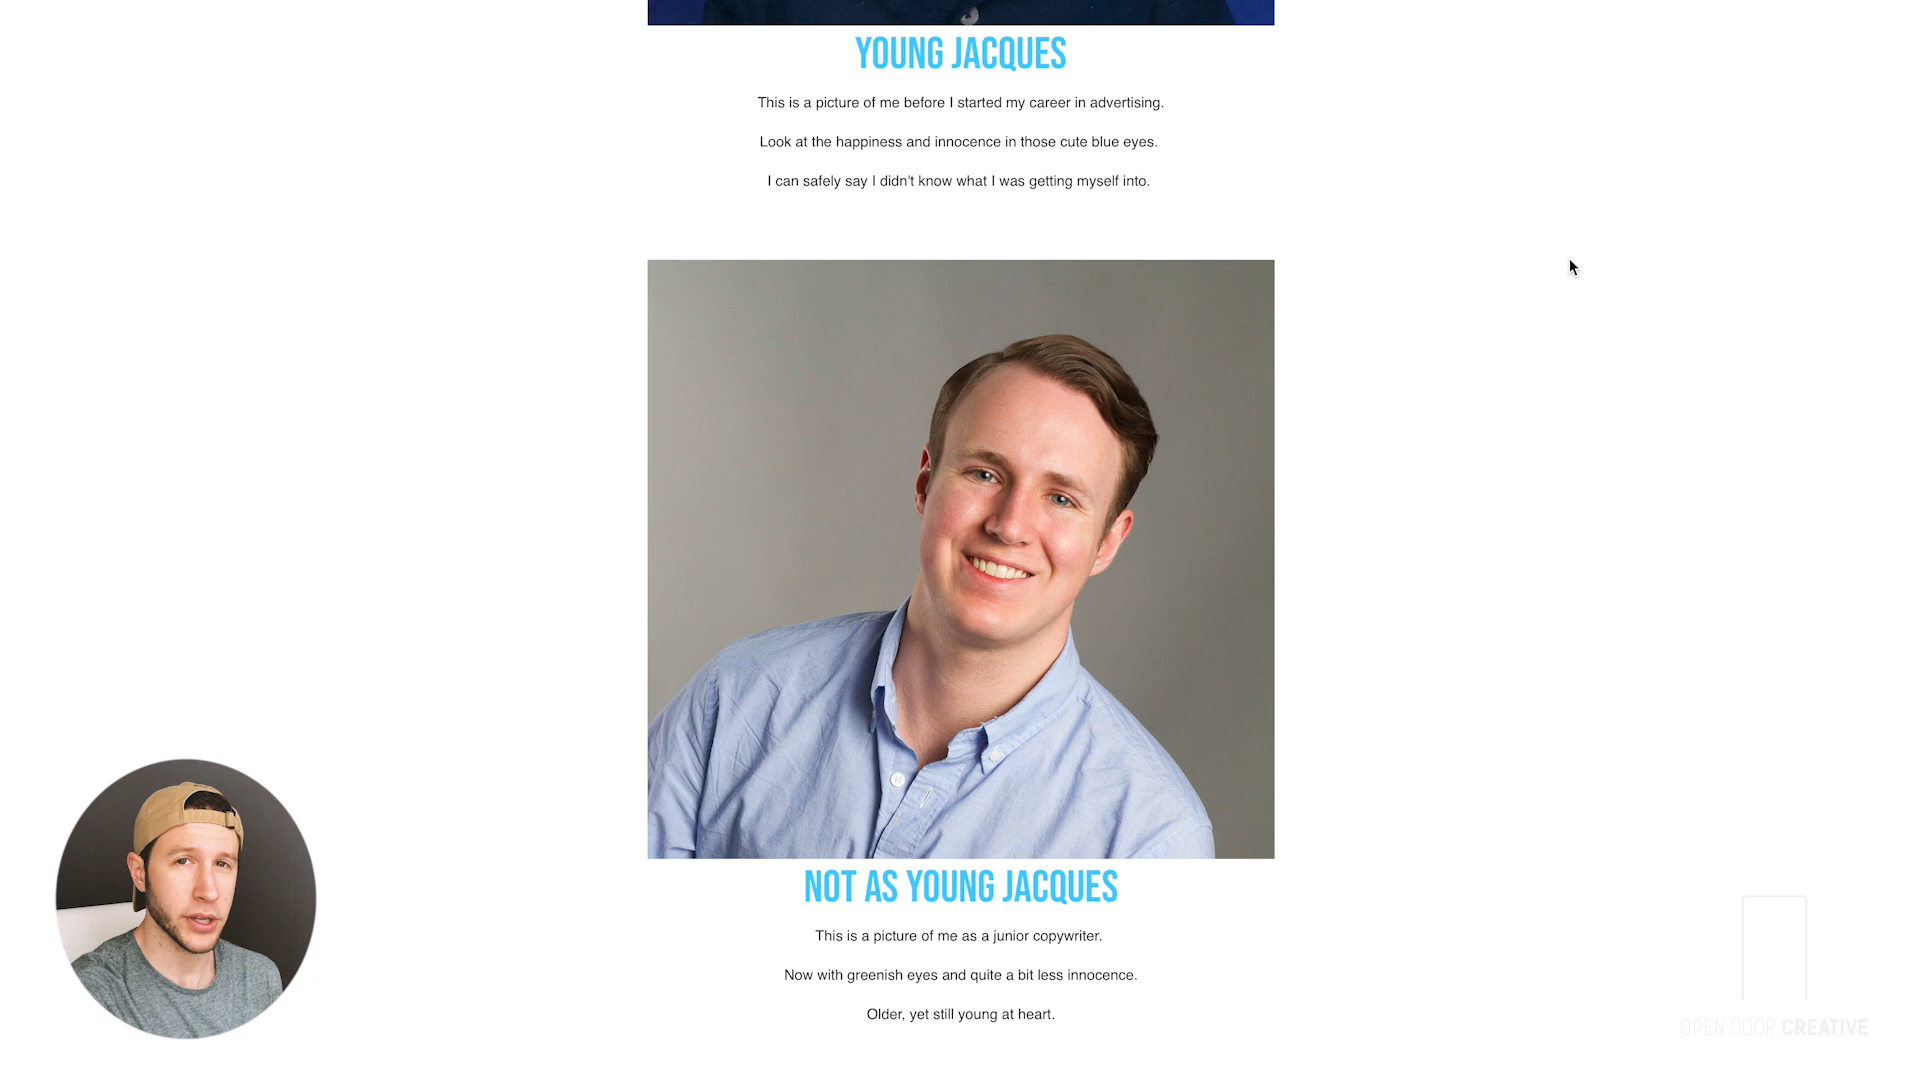 YOUNG JACQUES
This is a picture of me before I started my career in advertising.
Look at the happiness and innocence in those cute blue eyes.
I can safely say I didn't know what I was getting myself into.
NOT AS YOUNG JACQUES
This is a picture of me as a junior copywriter.
Now with greenish eyes and quite a bit less innocence.
Older, yet still young at heart.
OPEN DOOR CREATIVE